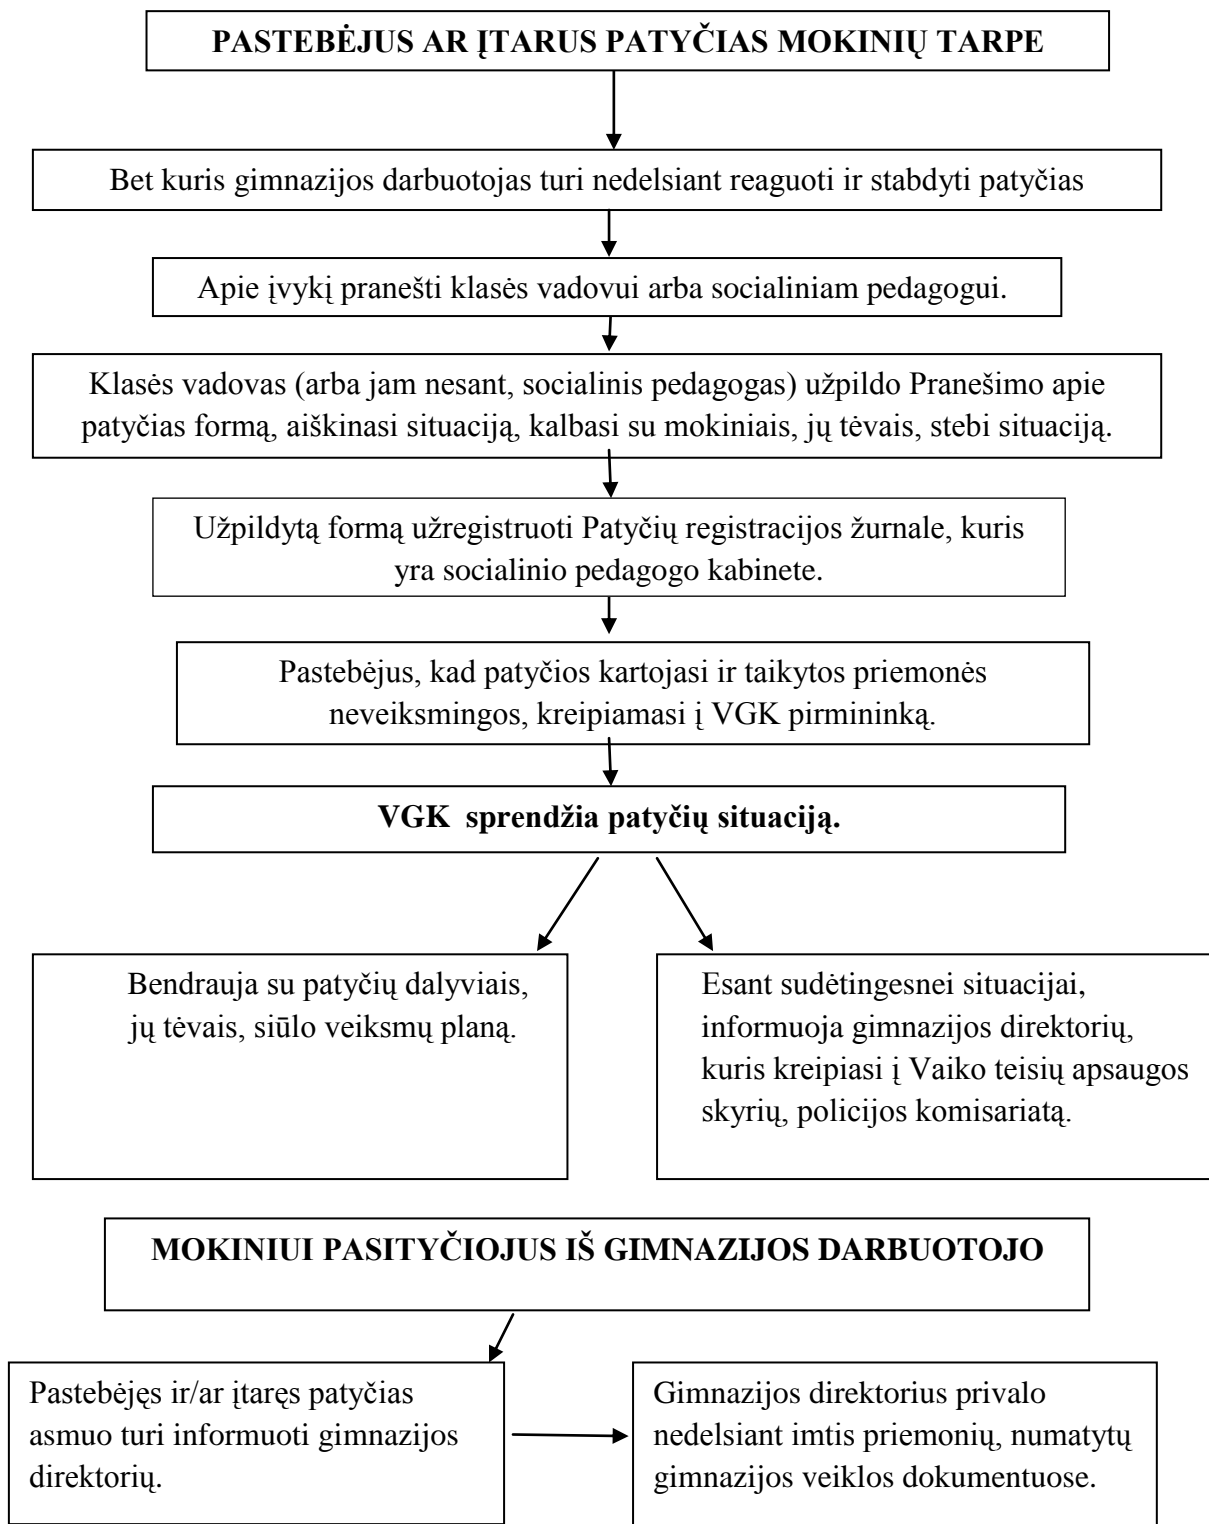 PASTEBĖJUS AR ĮTARUS PATYČIAS MOKINIŲ TARPE
Bet kuris gimnazijos darbuotojas turi nedelsiant reaguoti ir stabdyti patyčias
Apie įvykį pranešti klasės vadovui arba socialiniam pedagogui.
Klasės vadovas (arba jam nesant, socialinis pedagogas) užpildo Pranešimo apie
patyčias formą, aiškinasi situaciją, kalbasi su mokiniais, jų tėvais, stebi situaciją.
Užpildytą formą užregistruoti Patyčių registracijos žurnale, kuris
yra socialinio pedagogo kabinete.
Pastebėjus, kad patyčios kartojasi ir taikytos priemonės
neveiksmingos, kreipiamasi į VGK pirmininką.
VGK sprendžia patyčių situaciją.
Bendrauja su patyčių dalyviais,
jų tėvais, siūlo veiksmų planą.
Esant sudėtingesnei situacijai,
informuoja gimnazijos direktorių,
kuris kreipiasi į Vaiko teisių apsaugos
skyrių, policijos komisariatą.
MOKINIUI PASITYČIOJUS IŠ GIMNAZIJOS DARBUOTOJO
Pastebėjęs ir/ar įtaręs patyčias
asmuo turi informuoti gimnazijos
direktorių.
Gimnazijos direktorius privalo
nedelsiant imtis priemonių, numatytų
gimnazijos veiklos dokumentuose.